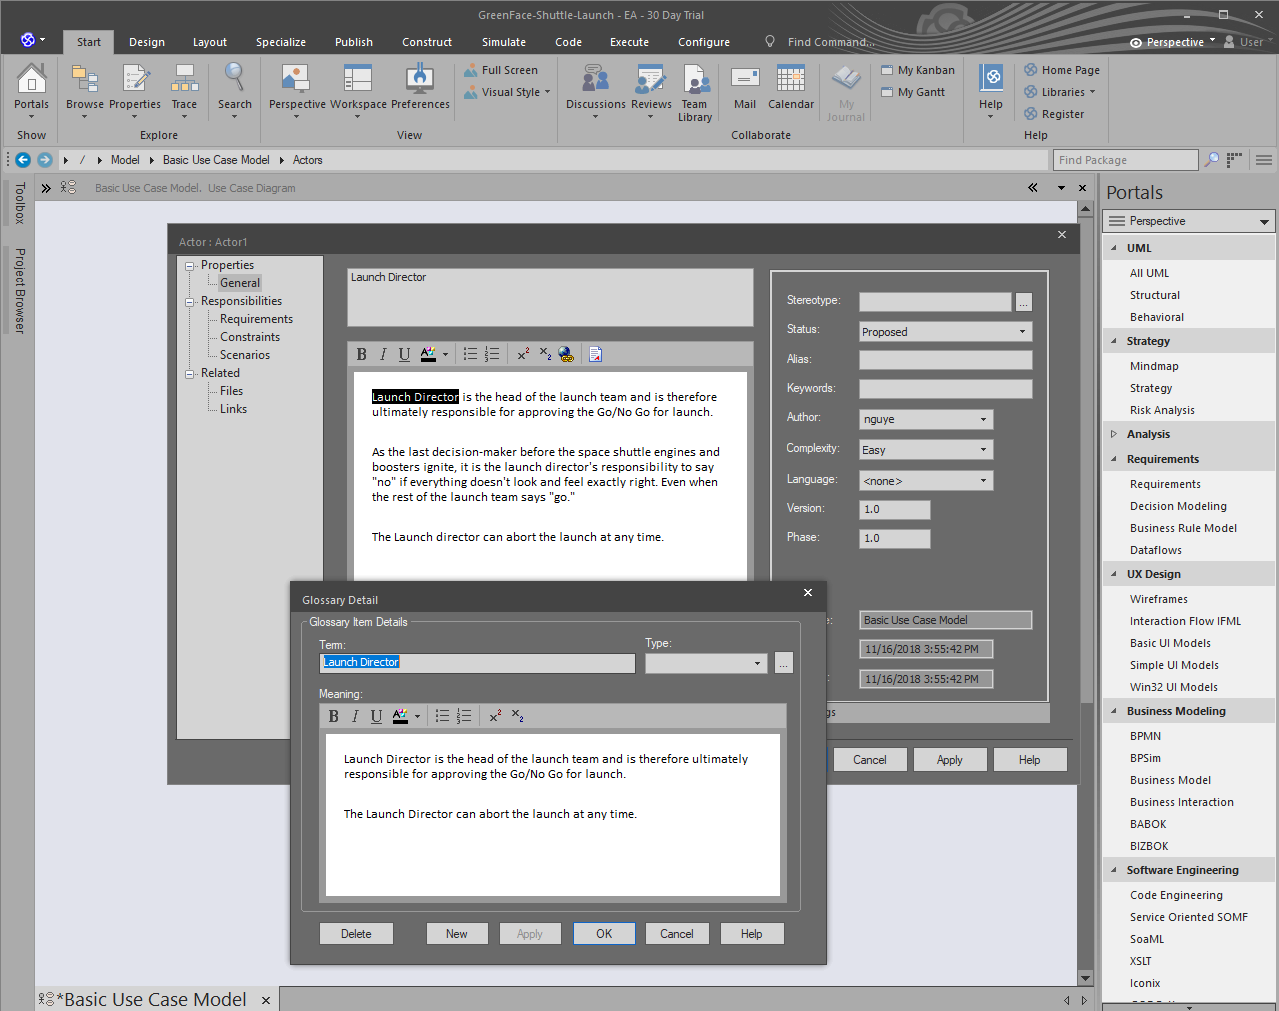 GreenFace-Shuttle-Launch - EA - 30 Day Trial
Start Design Layout Specialize Publish Construct Simulate Code Execute Configure Find Command... Perspective User
Portals Browse Properties Trace Search Perspective Workspace Preferences Full Screen Visual Style Discussions Reviews Team Library Mail Calendar My Journal My Kanban My Gantt Help Home Page Libraries Register
Show Explore View Collaborate Help
/ Model Basic Use Case Model Actors Find Package
Toolbox
Project Browser
Basic Use Case Model. Use Case Diagram
Actor : Actor1
Properties
General
Responsibilities
Requirements
Constraints
Scenarios
Related
Files
Links
Launch Director
B I U A
Launch Director is the head of the launch team and is therefore
ultimately responsible for approving the Go/No Go for launch.
As the last decision-maker before the space shuttle engines and
boosters ignite, it is the launch director's responsibility to say
"no" if everything doesn't look and feel exactly right. Even when
the rest of the launch team says "go."
The Launch director can abort the launch at any time.
Stereotype: ...
Status: Proposed
Alias:
Keywords:
Author: nguye
Complexity: Easy
Language: <none>
Version: 1.0
Phase: 1.0
Basic Use Case Model
11/16/2018 3:55:42 PM
11/16/2018 3:55:42 PM
Cancel Apply Help
Glossary Detail
Glossary Item Details
Term: Type:
Launch Director ...
Meaning:
B I U A
Launch Director is the head of the launch team and is therefore ultimately
responsible for approving the Go/No Go for launch.
The Launch Director can abort the launch at any time.
Delete New Apply OK Cancel Help
*Basic Use Case Model
Portals
Perspective
UML
All UML
Structural
Behavioral
Strategy
Mindmap
Strategy
Risk Analysis
Analysis
Requirements
Requirements
Decision Modeling
Business Rule Model
Dataflows
UX Design
Wireframes
Interaction Flow IFML
Basic UI Models
Simple UI Models
Win32 UI Models
Business Modeling
BPMN
BPSim
Business Model
Business Interaction
BABOK
BIZBOK
Software Engineering
Code Engineering
Service Oriented SOMF
SoaML
XSLT
Iconix